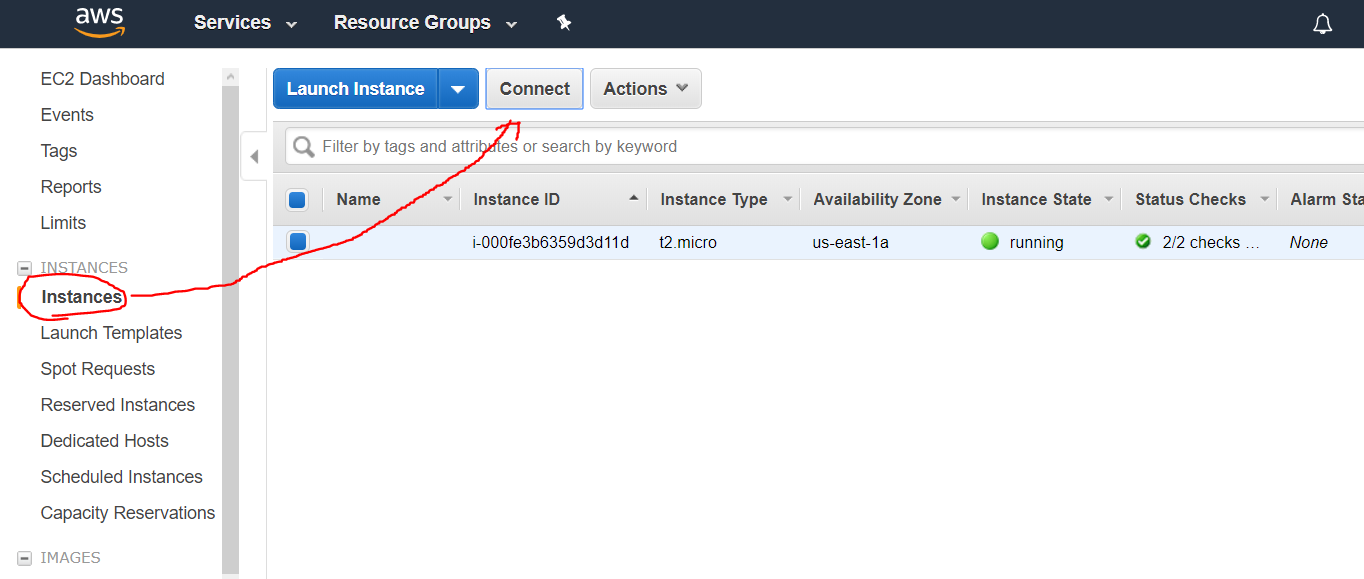 aws Services Resource Groups
EC2 Dashboard
Events
Tags
Reports
Limits
INSTANCES
Instances
Launch Templates
Spot Requests
Reserved Instances
Dedicated Hosts
Scheduled Instances
Capacity Reservations
IMAGES
Launch Instance Connect Actions
Filter by tags and attributes or search by keyword
Name Instance ID Instance Type Availability Zone Instance State Status Checks Alarm Sta
i-000fe3b6359d3d11d t2.micro us-east-1a running 2/2 checks ... None